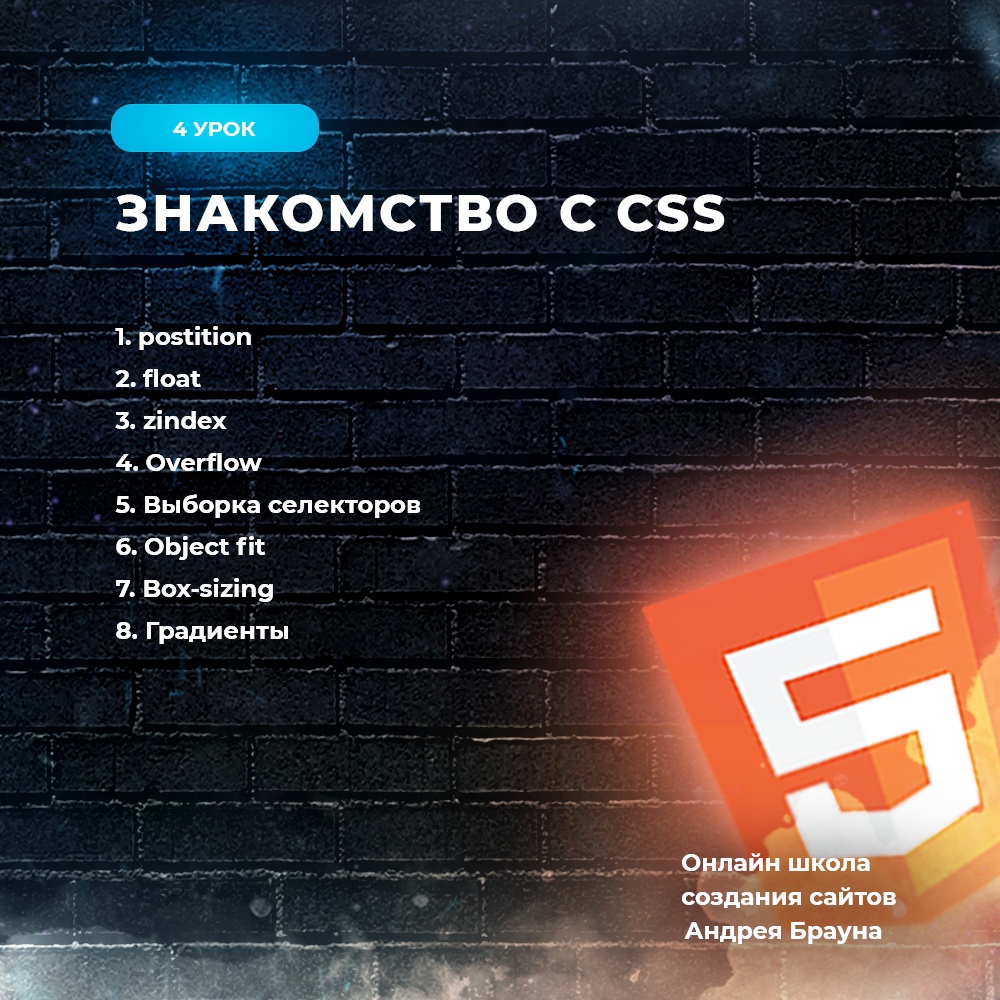 4 УРОК
ЗНАКОМСТВО С CSS
1. postition
2. float
3. zindex
4. Overflow
5. Выборка селекторов
6. Object fit
7. Box-sizing
8. Градиенты
5
Онлайн школа
создания сайтов
Андрея Брауна